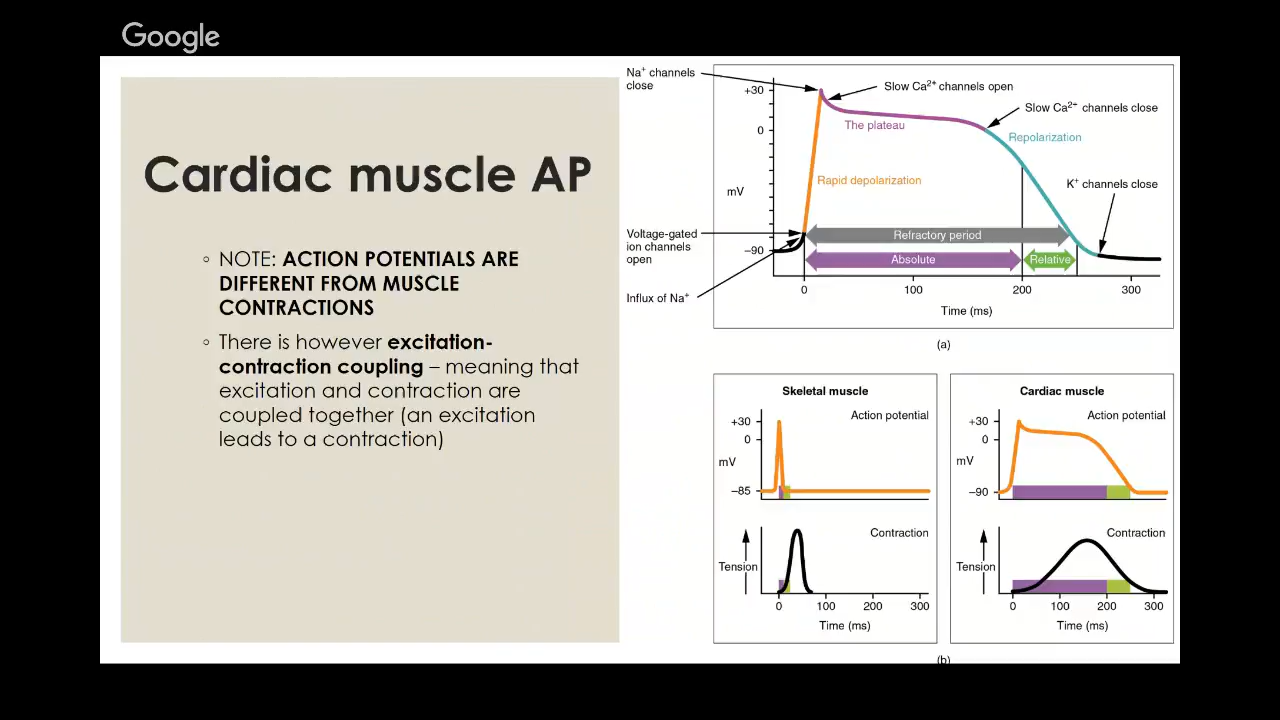 Google
Cardiac muscle AP
◦ NOTE: ACTION POTENTIALS ARE
DIFFERENT FROM MUSCLE
CONTRACTIONS
◦ There is however excitation-
contraction coupling – meaning that
excitation and contraction are
coupled together (an excitation
leads to a contraction)
Na⁺ channels
close
+30
Slow Ca²⁺ channels open
Slow Ca²⁺ channels close
The plateau
0
Repolarization
Rapid depolarization
K⁺ channels close
mV
Voltage-gated
ion channels
open
Refractory period
–90
Absolute
Relative
Influx of Na⁺
0 100 200 300
Time (ms)
(a)
Skeletal muscle
Action potential
+30
0
mV
–85
Contraction
Tension
0 100 200 300
Time (ms)
Cardiac muscle
Action potential
+30
0
mV
–90
Contraction
Tension
0 100 200 300
Time (ms)
(b)